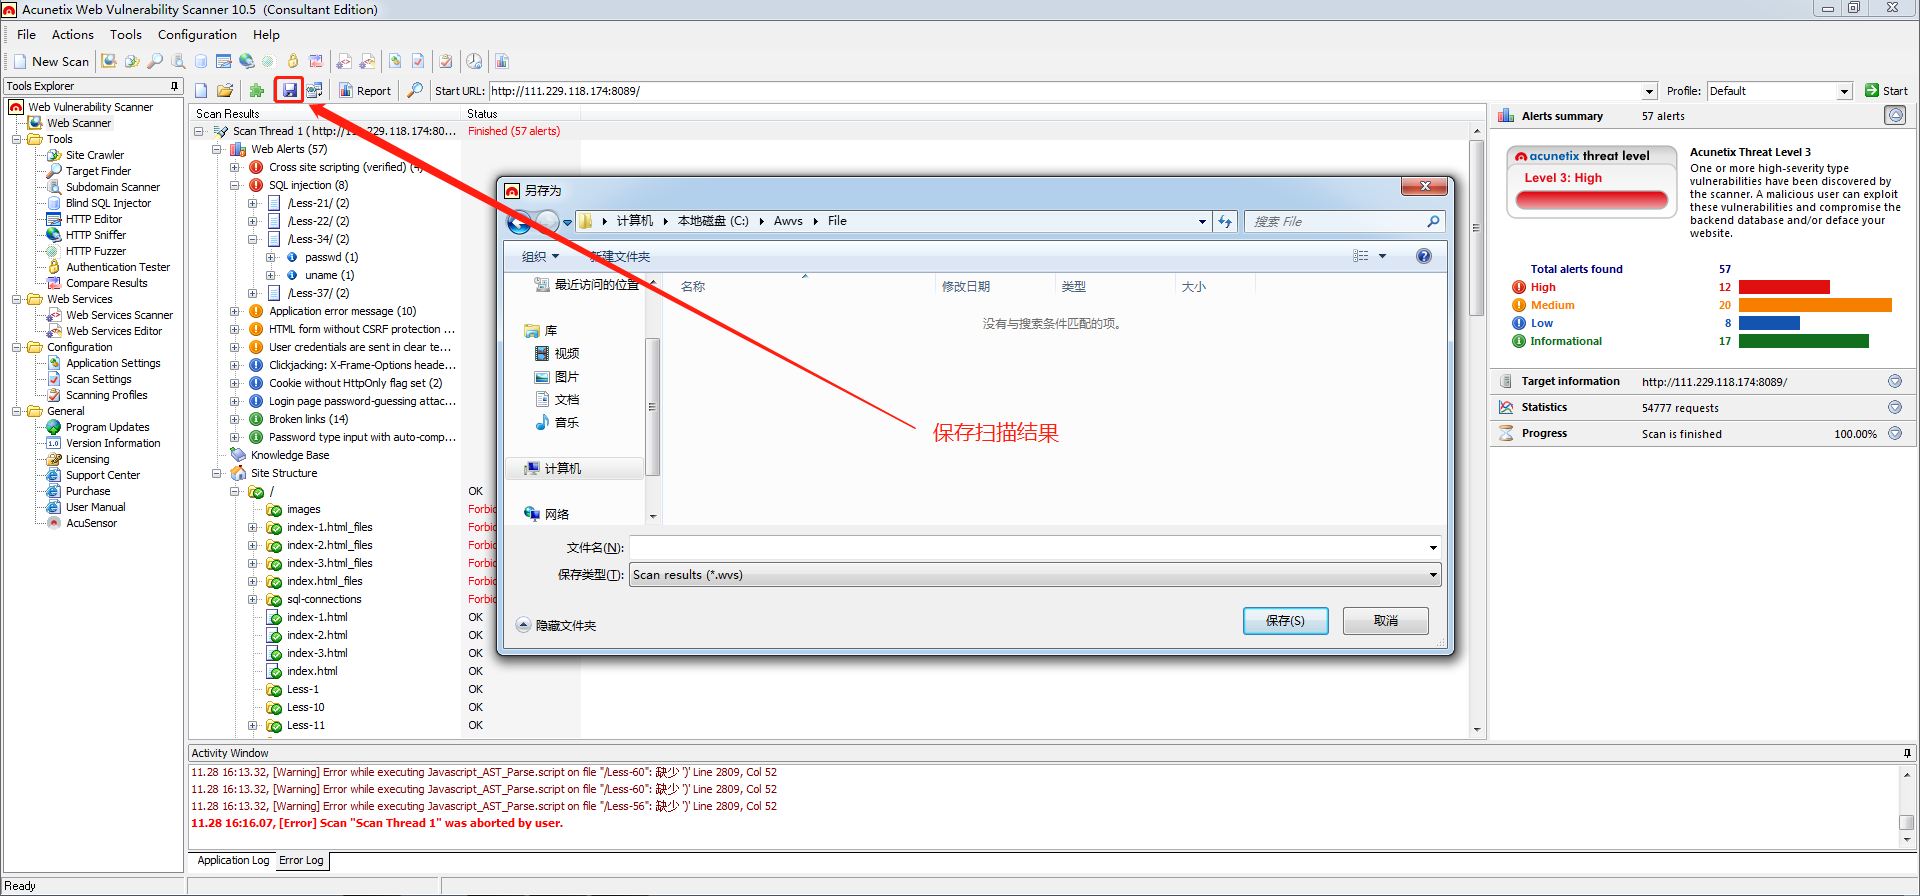 Acunetix Web Vulnerability Scanner 10.5 (Consultant Edition)
File Actions Tools Configuration Help
New Scan
Tools Explorer
Web Vulnerability Scanner
Web Scanner
Tools
Site Crawler
Target Finder
Subdomain Scanner
Blind SQL Injector
HTTP Editor
HTTP Sniffer
HTTP Fuzzer
Authentication Tester
Compare Results
Web Services
Web Services Scanner
Web Services Editor
Configuration
Application Settings
Scan Settings
Scanning Profiles
General
Program Updates
Version Information
Licensing
Support Center
Purchase
User Manual
AcuSensor
Report Start URL: http://111.229.118.174:8089/ Profile: Default Start
Scan Results Status
Scan Thread 1 ( http://111.229.118.174:80... Finished (57 alerts)
Web Alerts (57)
Cross site scripting (verified) (4)
SQL injection (8)
/Less-21/ (2)
/Less-22/ (2)
/Less-34/ (2)
passwd (1)
uname (1)
/Less-37/ (2)
Application error message (10)
HTML form without CSRF protection ...
User credentials are sent in clear te...
Clickjacking: X-Frame-Options heade...
Cookie without HttpOnly flag set (2)
Login page password-guessing attac...
Broken links (14)
Password type input with auto-comp...
Knowledge Base
Site Structure
/ OK
images Forbid
index-1.html_files Forbid
index-2.html_files Forbid
index-3.html_files Forbid
index.html_files Forbid
sql-connections Forbid
index-1.html OK
index-2.html OK
index-3.html OK
index.html OK
Less-1 OK
Less-10 OK
Less-11 OK
另存为
计算机 本地磁盘 (C:) Awvs File
搜索 File
组织 新建文件夹
最近访问的位置
库
视频
图片
文档
音乐
计算机
网络
名称 修改日期 类型 大小
没有与搜索条件匹配的项。
保存扫描结果
文件名(N):
保存类型(T): Scan results (*.wvs)
隐藏文件夹
保存(S) 取消
Alerts summary 57 alerts
acunetix threat level
Level 3: High
Acunetix Threat Level 3
One or more high-severity type
vulnerabilities have been discovered by
the scanner. A malicious user can exploit
these vulnerabilities and compromise the
backend database and/or deface your
website.
Total alerts found 57
High 12
Medium 20
Low 8
Informational 17
Target information http://111.229.118.174:8089/
Statistics 54777 requests
Progress Scan is finished 100.00%
Activity Window
11.28 16:13.32, [Warning] Error while executing Javascript_AST_Parse.script on file "/Less-60": 缺少 ')' Line 2809, Col 52
11.28 16:13.32, [Warning] Error while executing Javascript_AST_Parse.script on file "/Less-60": 缺少 ')' Line 2809, Col 52
11.28 16:13.32, [Warning] Error while executing Javascript_AST_Parse.script on file "/Less-56": 缺少 ')' Line 2809, Col 52
11.28 16:16.07, [Error] Scan "Scan Thread 1" was aborted by user.
Application Log Error Log
Ready